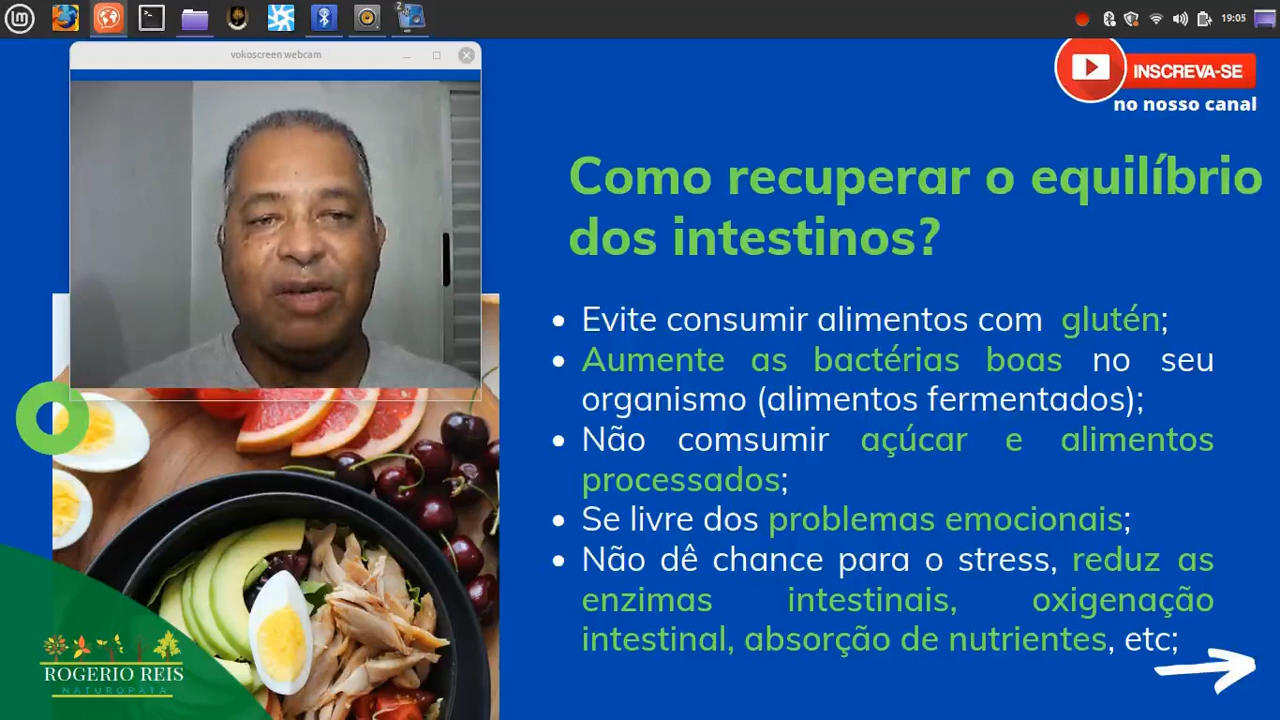 19:05
vokoscreen webcam
INSCREVA-SE
no nosso canal
Como recuperar o equilíbrio
dos intestinos?
• Evite consumir alimentos com glutén;
• Aumente as bactérias boas no seu
organismo (alimentos fermentados);
• Não comsumir açúcar e alimentos
processados;
• Se livre dos problemas emocionais;
• Não dê chance para o stress, reduz as
enzimas intestinais, oxigenação
intestinal, absorção de nutrientes, etc;
ROGERIO REIS
NATUROPATA